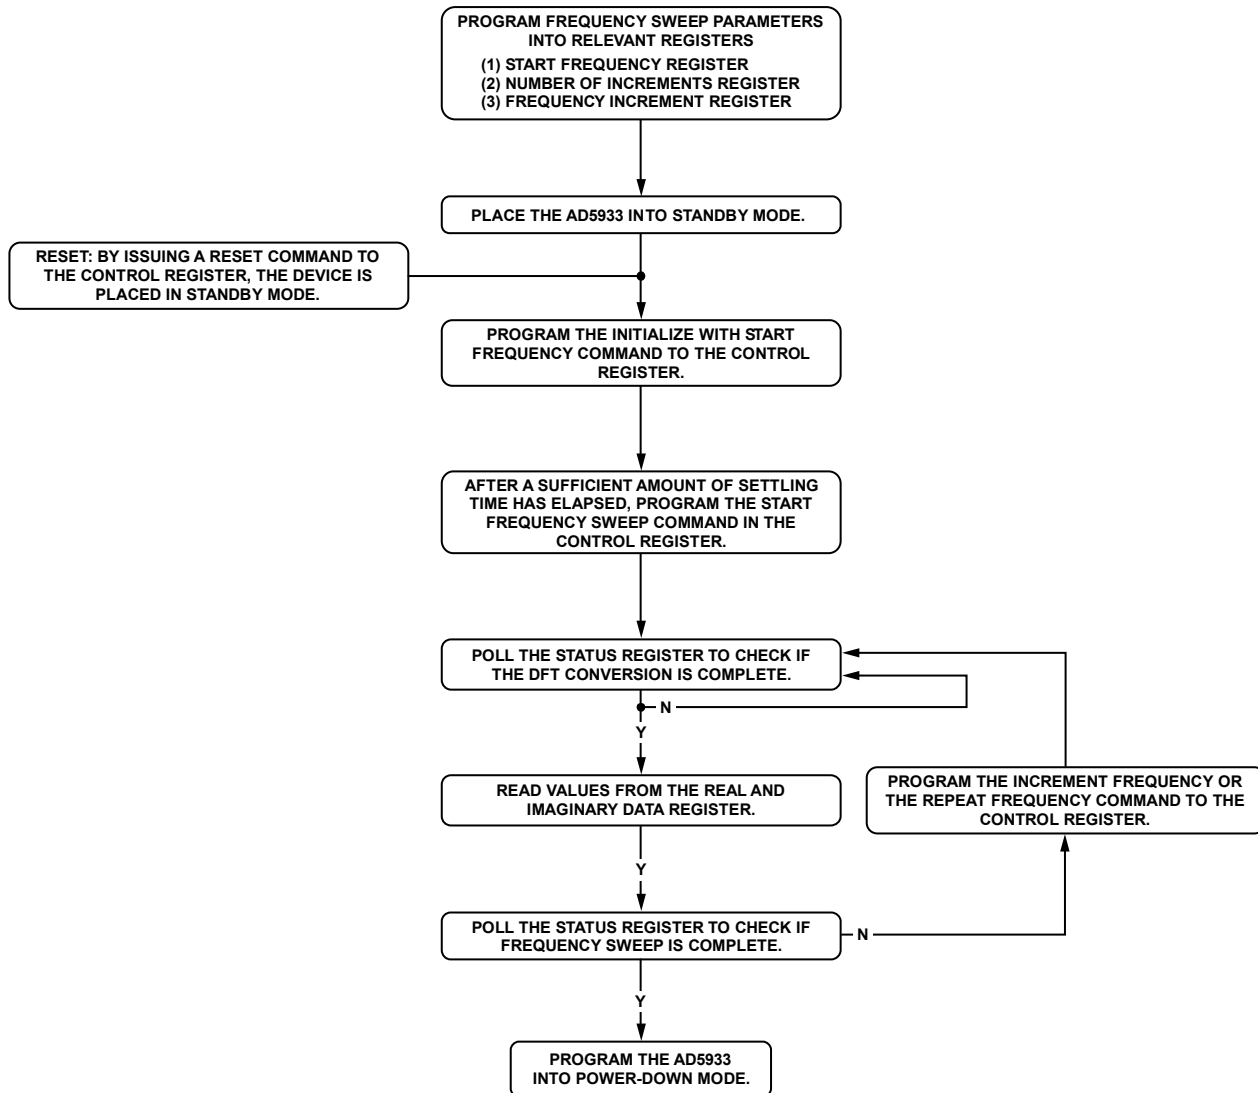 PROGRAM FREQUENCY SWEEP PARAMETERS
INTO RELEVANT REGISTERS
(1) START FREQUENCY REGISTER
(2) NUMBER OF INCREMENTS REGISTER
(3) FREQUENCY INCREMENT REGISTER
PLACE THE AD5933 INTO STANDBY MODE.
RESET: BY ISSUING A RESET COMMAND TO
THE CONTROL REGISTER, THE DEVICE IS
PLACED IN STANDBY MODE.
PROGRAM THE INITIALIZE WITH START
FREQUENCY COMMAND TO THE CONTROL
REGISTER.
AFTER A SUFFICIENT AMOUNT OF SETTLING
TIME HAS ELAPSED, PROGRAM THE START
FREQUENCY SWEEP COMMAND IN THE
CONTROL REGISTER.
POLL THE STATUS REGISTER TO CHECK IF
THE DFT CONVERSION IS COMPLETE.
N
Y
READ VALUES FROM THE REAL AND
IMAGINARY DATA REGISTER.
PROGRAM THE INCREMENT FREQUENCY OR
THE REPEAT FREQUENCY COMMAND TO THE
CONTROL REGISTER.
Y
POLL THE STATUS REGISTER TO CHECK IF
FREQUENCY SWEEP IS COMPLETE.
N
Y
PROGRAM THE AD5933
INTO POWER-DOWN MODE.